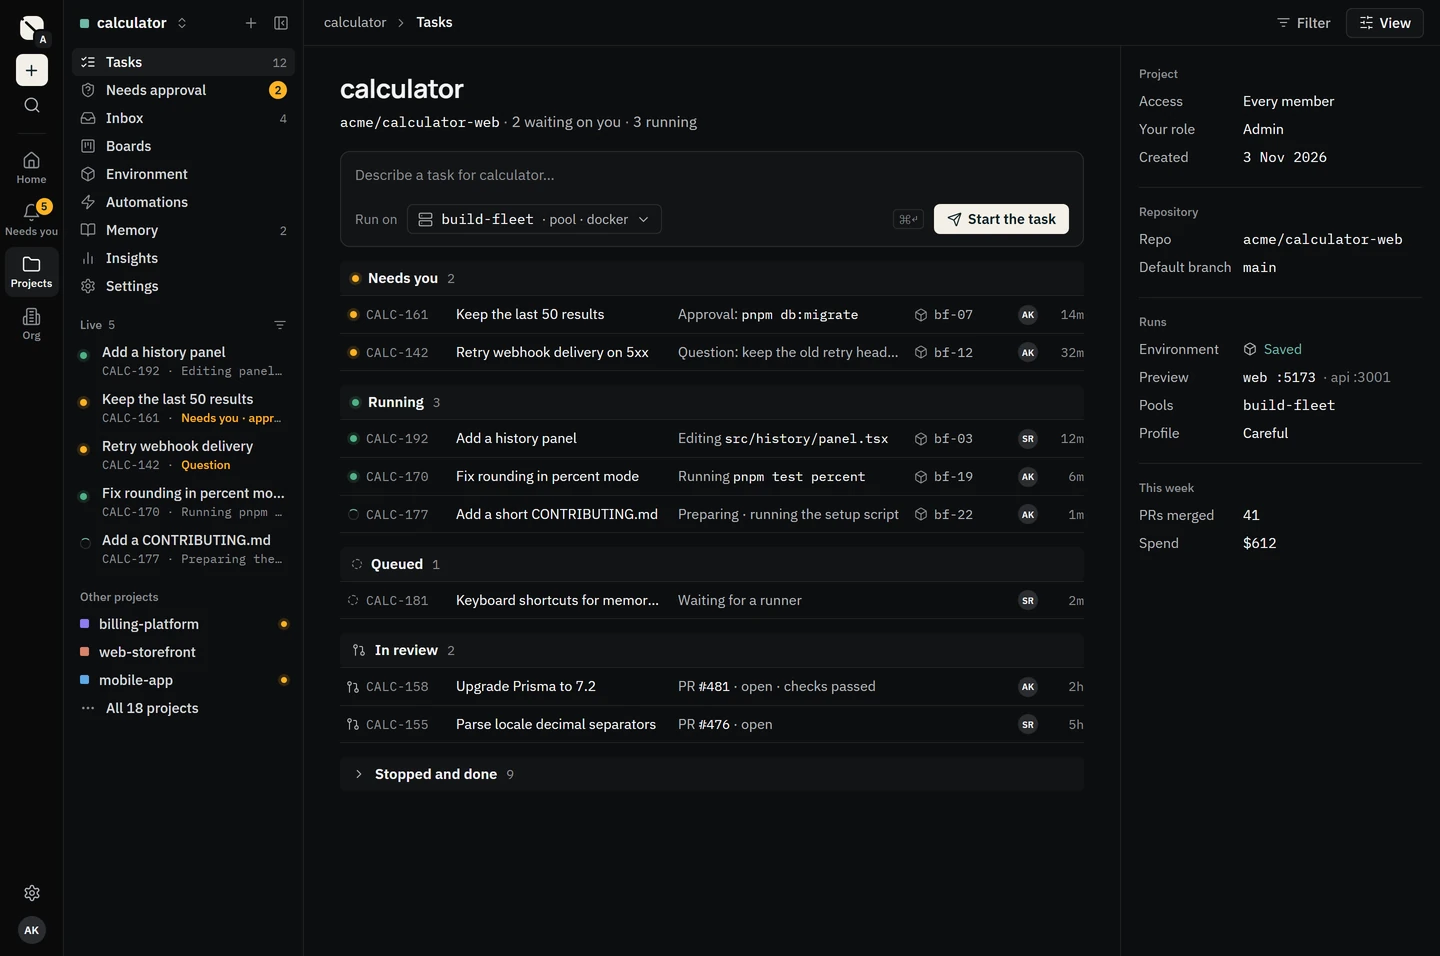 A
Home
5
Needs you
Projects
Org
AK
calculator
Tasks 12
Needs approval 2
Inbox 4
Boards
Environment
Automations
Memory 2
Insights
Settings
Live 5
Add a history panel
CALC-192 · Editing panel…
Keep the last 50 results
CALC-161 · Needs you · appr…
Retry webhook delivery
CALC-142 · Question
Fix rounding in percent mo…
CALC-170 · Running pnpm …
Add a CONTRIBUTING.md
CALC-177 · Preparing the…
Other projects
billing-platform
web-storefront
mobile-app
All 18 projects
calculator > Tasks
Filter
View
calculator
acme/calculator-web · 2 waiting on you · 3 running
Describe a task for calculator...
Run on build-fleet · pool · docker ⌘↵ Start the task
Needs you 2
CALC-161 Keep the last 50 results Approval: pnpm db:migrate bf-07 AK 14m
CALC-142 Retry webhook delivery on 5xx Question: keep the old retry head... bf-12 AK 32m
Running 3
CALC-192 Add a history panel Editing src/history/panel.tsx bf-03 SR 12m
CALC-170 Fix rounding in percent mode Running pnpm test percent bf-19 AK 6m
CALC-177 Add a short CONTRIBUTING.md Preparing · running the setup script bf-22 AK 1m
Queued 1
CALC-181 Keyboard shortcuts for memor... Waiting for a runner SR 2m
In review 2
CALC-158 Upgrade Prisma to 7.2 PR #481 · open · checks passed AK 2h
CALC-155 Parse locale decimal separators PR #476 · open SR 5h
Stopped and done 9
Project
Access Every member
Your role Admin
Created 3 Nov 2026
Repository
Repo acme/calculator-web
Default branch main
Runs
Environment Saved
Preview web :5173 · api :3001
Pools build-fleet
Profile Careful
This week
PRs merged 41
Spend $612